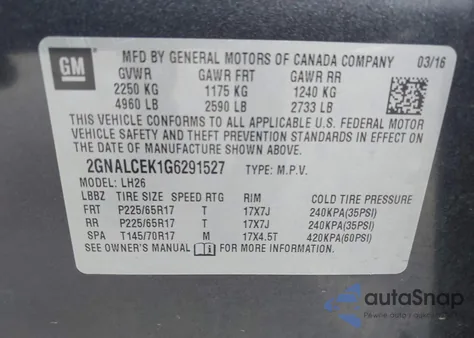 GM
MFD BY GENERAL MOTORS OF CANADA COMPANY 03/16
GVWR GAWR FRT GAWR RR
2250 KG 1175 KG 1240 KG
4960 LB 2590 LB 2733 LB
THIS VEHICLE CONFORMS TO ALL APPLICABLE U.S. FEDERAL MOTOR
VEHICLE SAFETY AND THEFT PREVENTION STANDARDS IN EFFECT ON
THE DATE OF MANUFACTURE SHOWN ABOVE.
2GNALCEK1G6291527 TYPE: M.P.V.
MODEL: LH26
LBBZ TIRE SIZE SPEED RTG RIM COLD TIRE PRESSURE
FRT P225/65R17 T 17X7J 240KPA(35PSI)
RR P225/65R17 T 17X7J 240KPA(35PSI)
SPA T145/70R17 M 17X4.5T 420KPA(60PSI)
SEE OWNER'S MANUAL FOR MORE INFORMATION
autoSnap